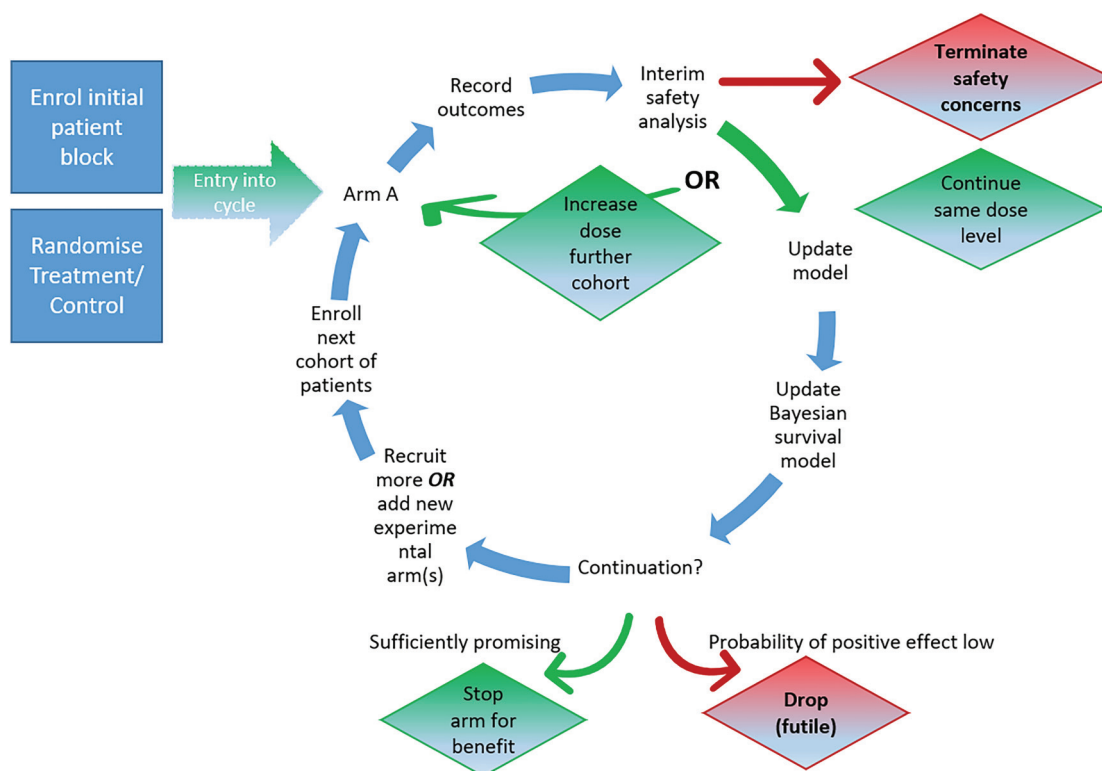 Enrol initial
patient
block
Randomise
Treatment/
Control
Entry into
cycle
Arm A
Record
outcomes
Interim
safety
analysis
Terminate
safety
concerns
Continue
same dose
level
OR
Increase
dose
further
cohort
Update
model
Update
Bayesian
survival
model
Continuation?
Recruit
more OR
add new
experime
ntal
arm(s)
Enroll
next
cohort of
patients
Sufficiently promising
Stop
arm for
benefit
Probability of positive effect low
Drop
(futile)